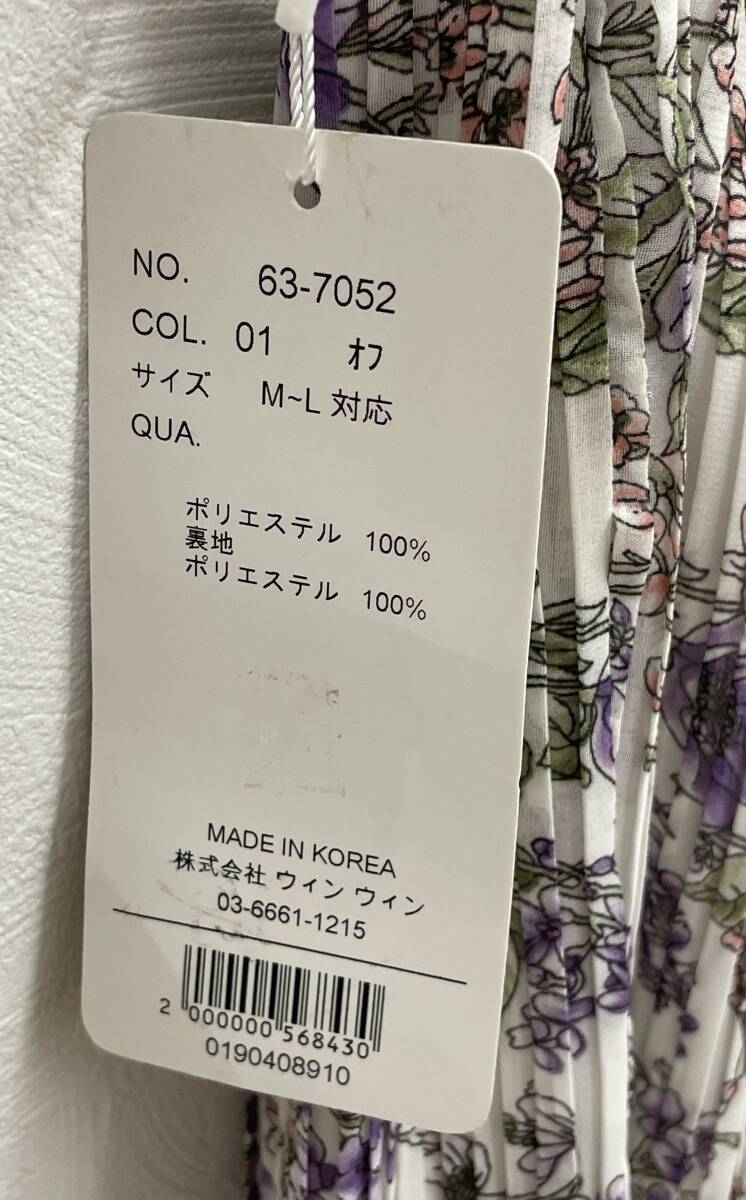 NO. 63-7052
COL. 01 ｵﾌ
サイズ M~L 対応
QUA.
ポリエステル 100%
裏地
ポリエステル 100%
MADE IN KOREA
株式会社 ウィン ウィン
03-6661-1215
2 000000 568430
0190408910